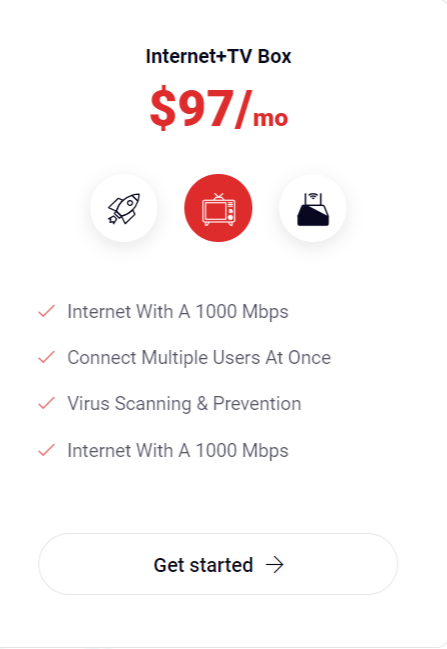 Internet+TV Box
$97/mo
Internet With A 1000 Mbps
Connect Multiple Users At Once
Virus Scanning & Prevention
Internet With A 1000 Mbps
Get started →